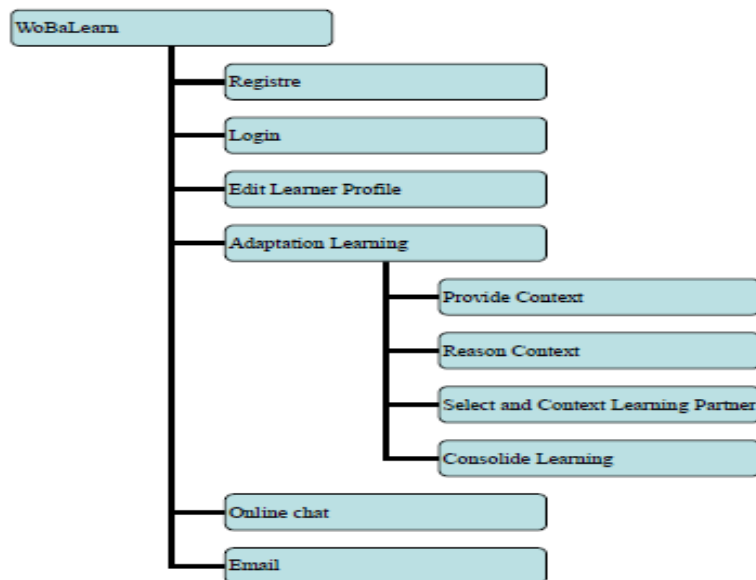 WoBaLearn
Registre
Login
Edit Learner Profile
Adaptation Learning
Provide Context
Reason Context
Select and Context Learning Partner
Consolide Learning
Online chat
Email